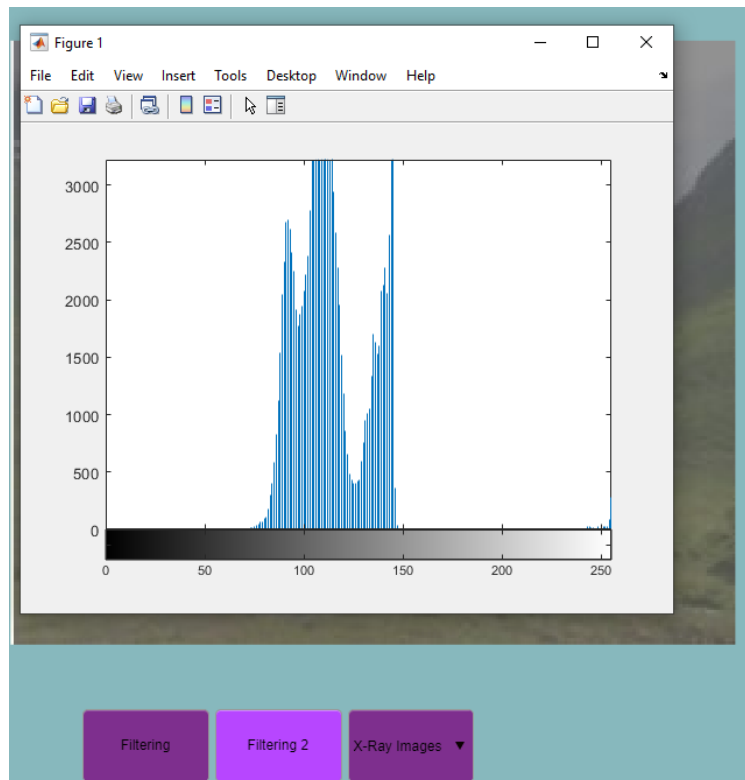 Figure 1
File Edit View Insert Tools Desktop Window Help
3000
2500
2000
1500
1000
500
0
0 50 100 150 200 250
Filtering Filtering 2 X-Ray Images